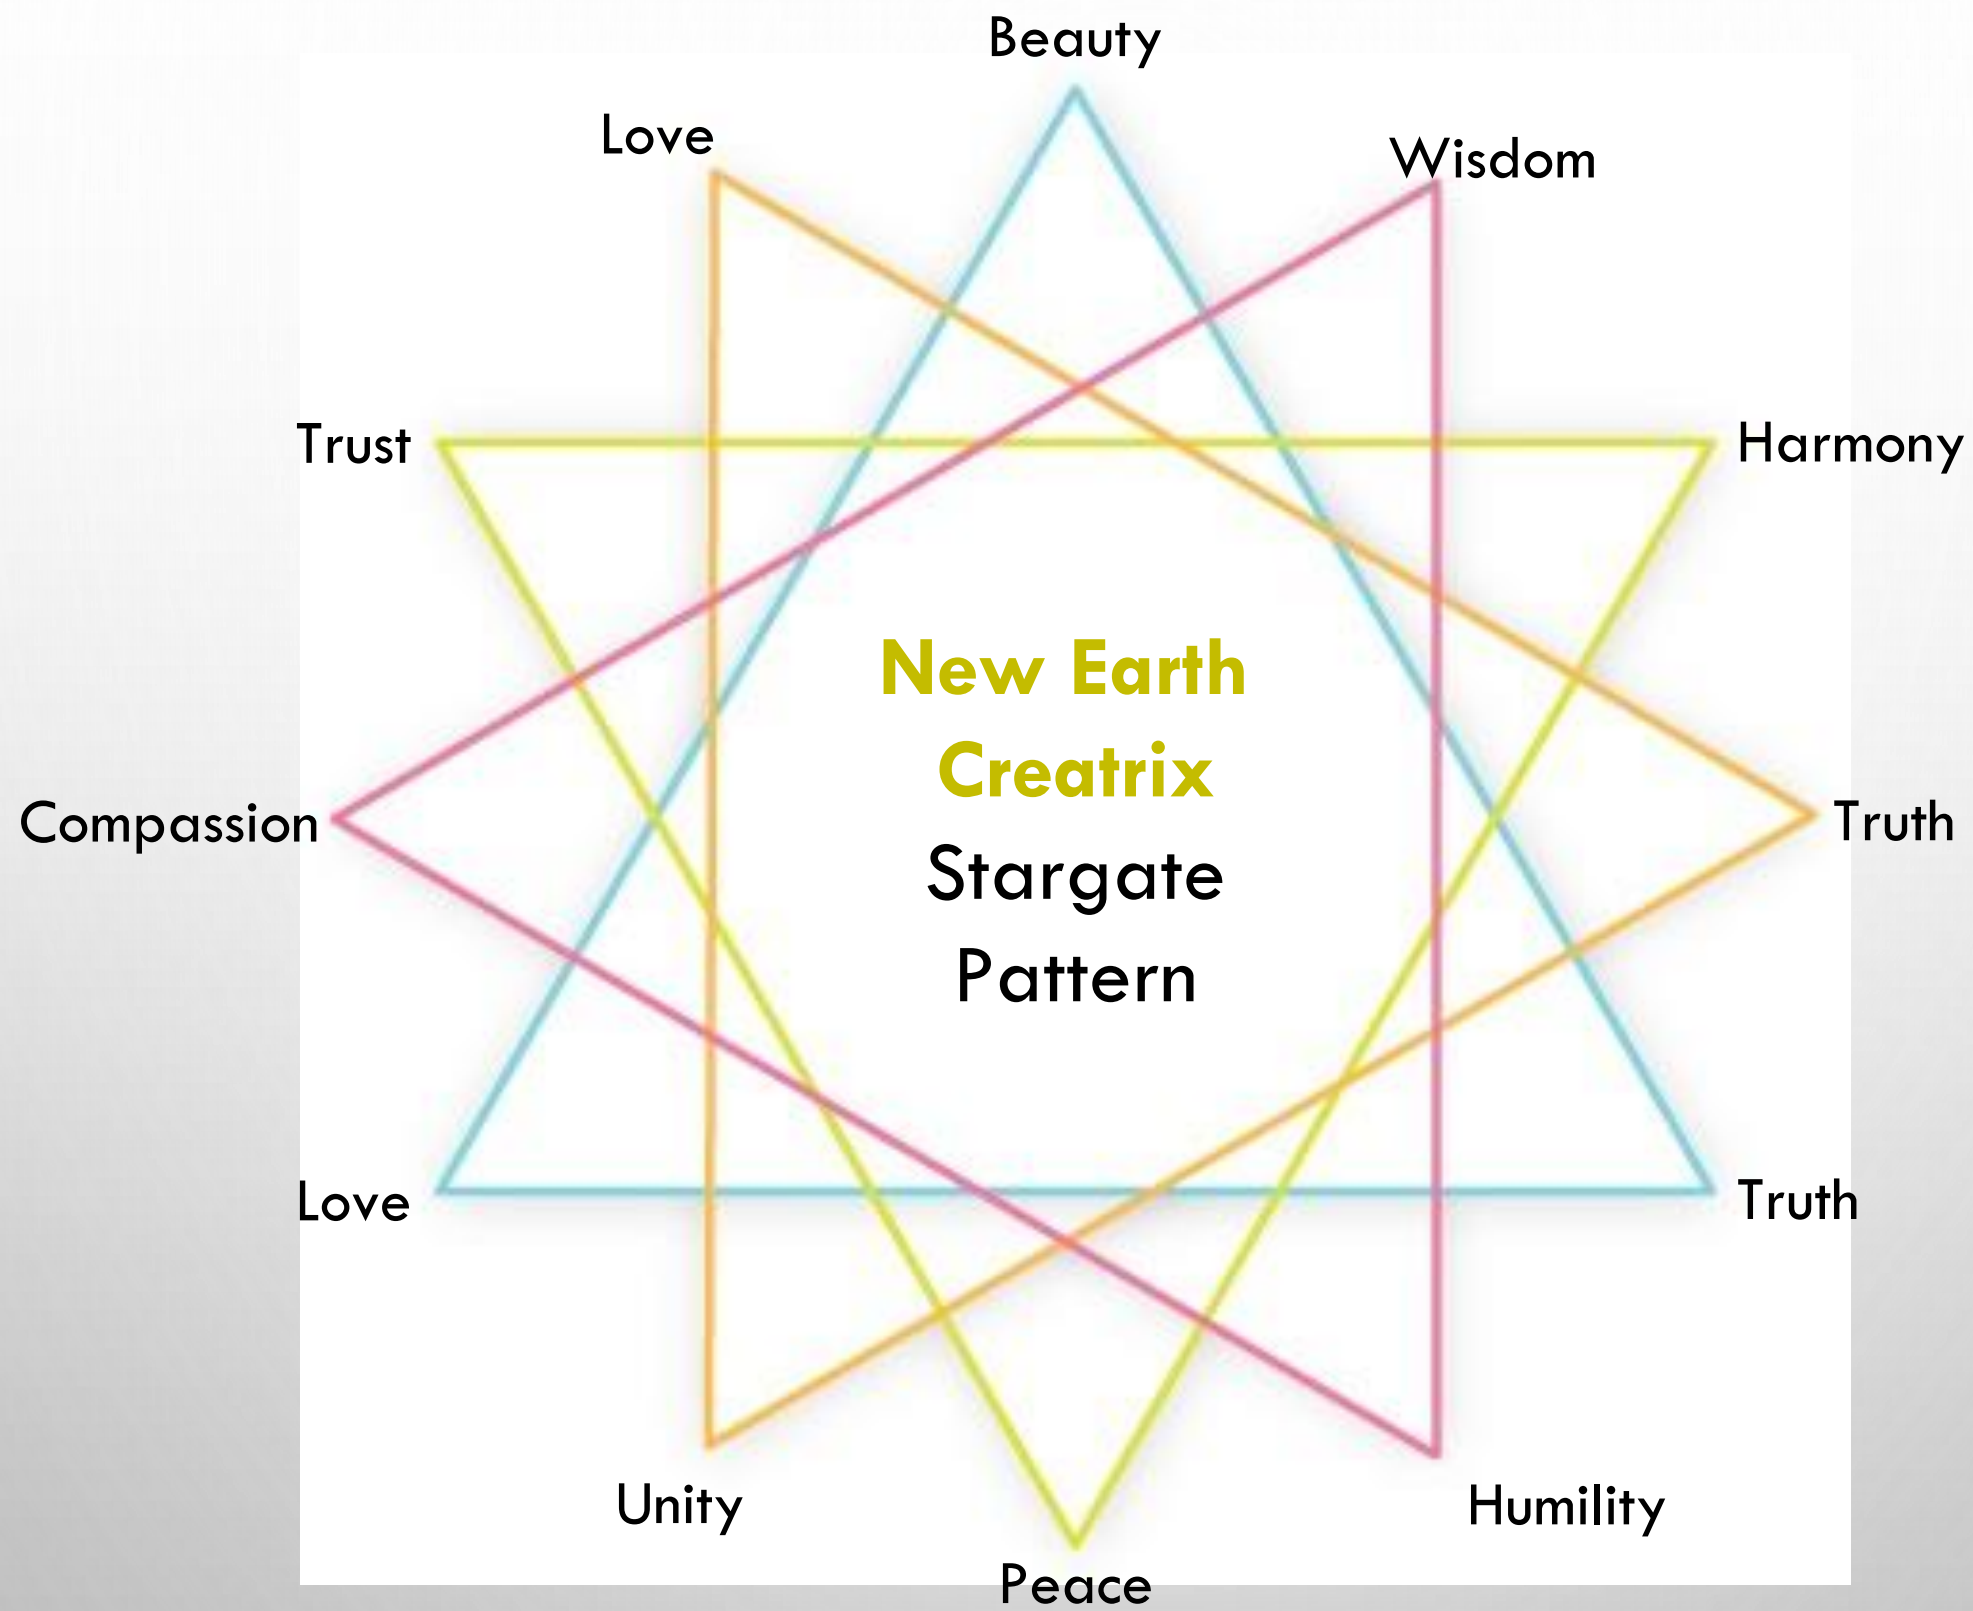 Beauty
Love
Wisdom
Trust
Harmony
New Earth
Creatrix
Stargate
Pattern
Compassion
Truth
Love
Truth
Unity
Humility
Peace